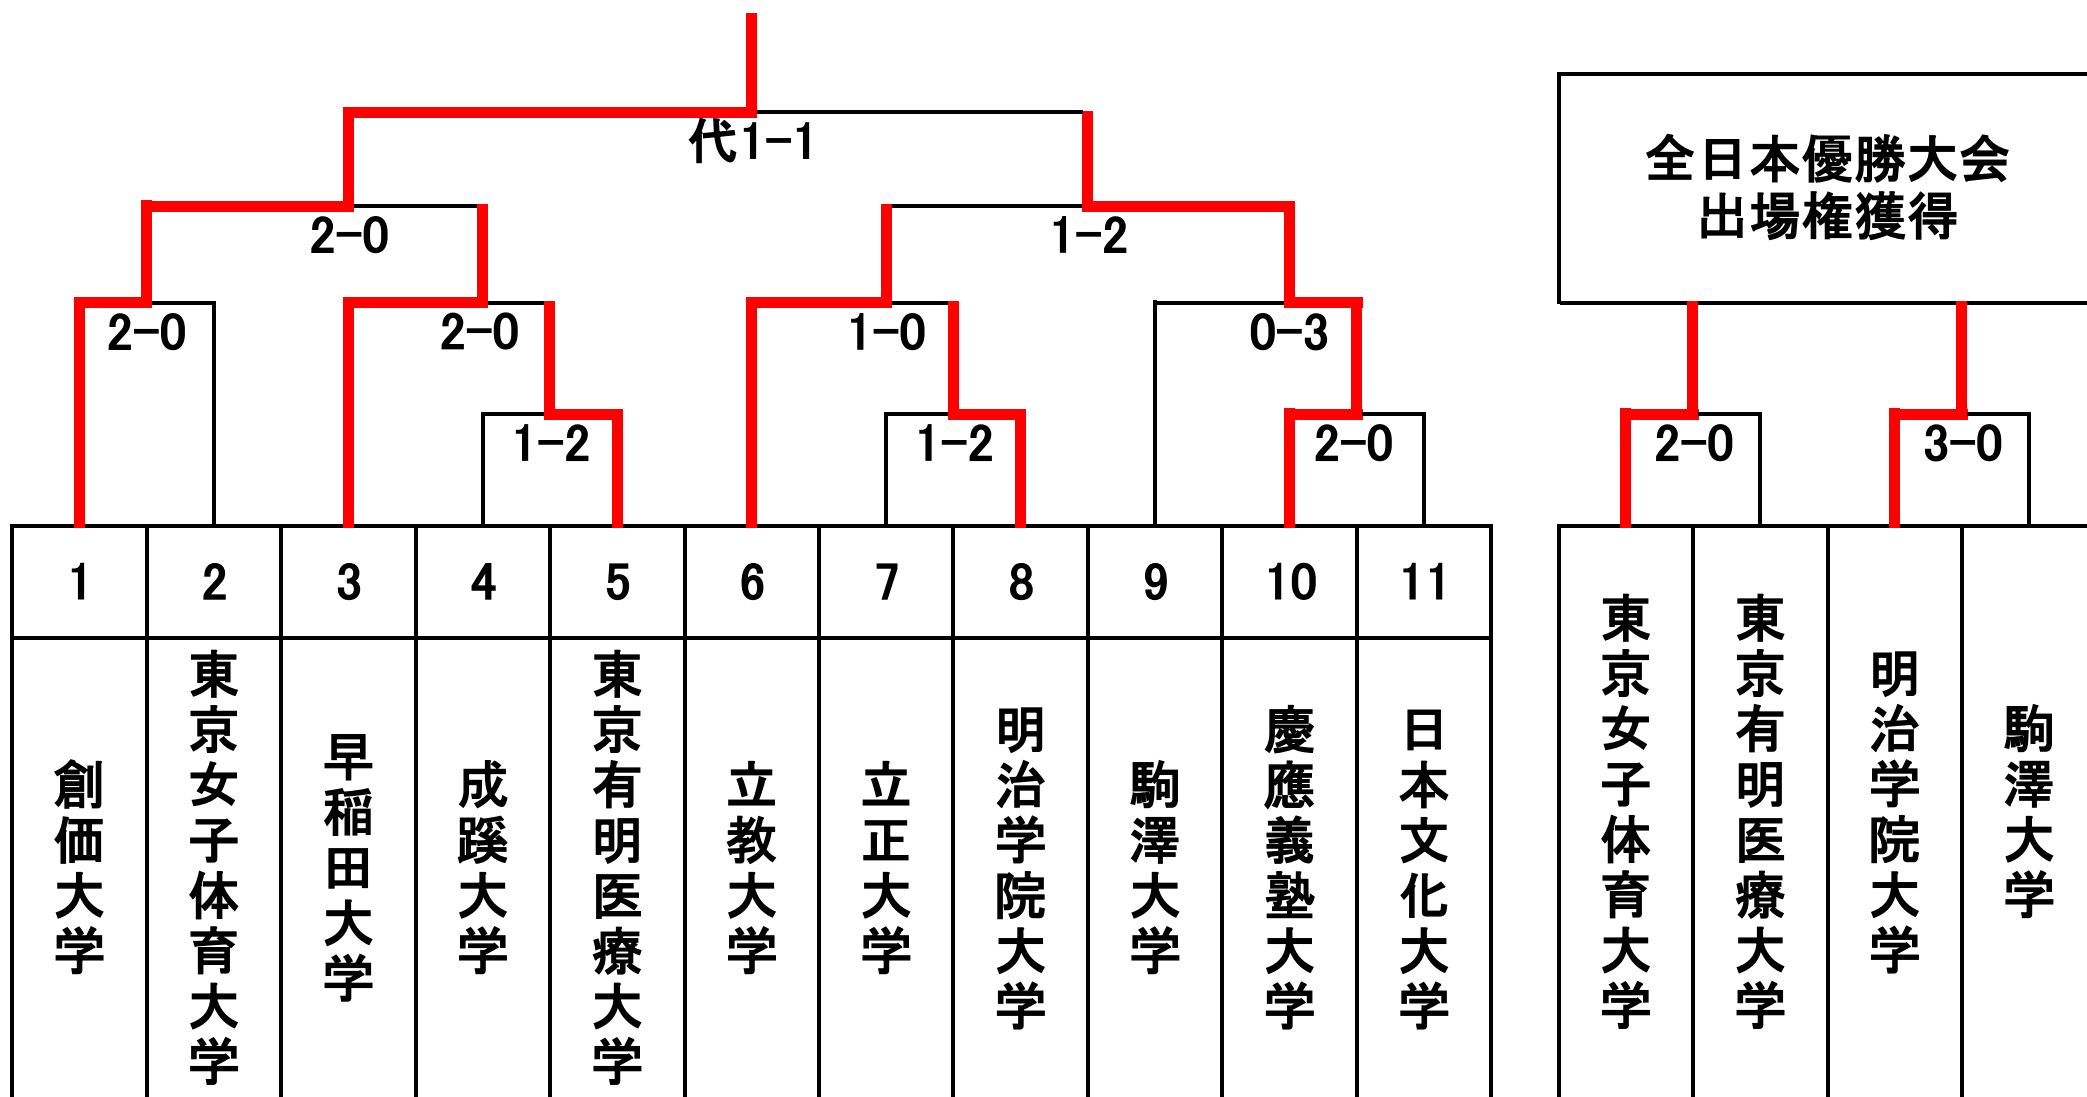 代1-1
全日本優勝大会
出場権獲得
2-0
1-2
2-0
2-0
1-0
0-3
1-2
1-2
2-0
2-0
3-0
1
2
3
4
5
6
7
8
9
10
11
創価大学
東京女子体育大学
早稲田大学
成蹊大学
東京有明医療大学
立教大学
立正大学
明治学院大学
駒澤大学
慶應義塾大学
日本文化大学
東京女子体育大学
東京有明医療大学
明治学院大学
駒澤大学